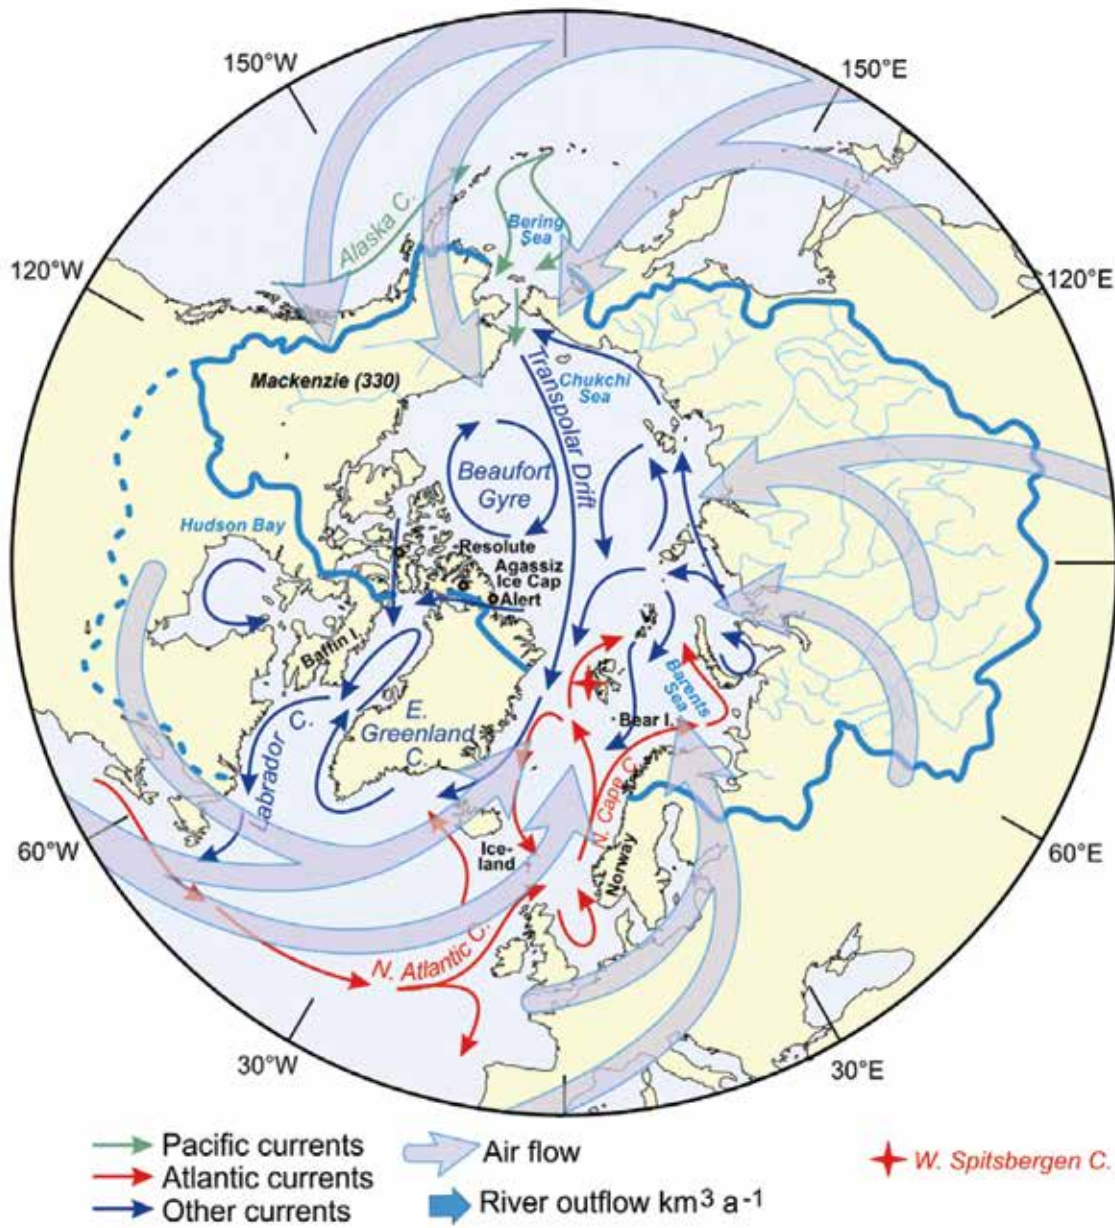 150°W
150°E
Alaska C.
Bering
Sea
120°W
120°E
Mackenzie (330)
Transpolar Drift
Chukchi
Sea
Beaufort
Gyre
Hudson Bay
Resolute
Agassiz
Ice Cap
Alert
Baffin I.
Barents
Sea
E.
Greenland
C.
Bear I.
Labrador C.
N. Cape C.
60°W
60°E
Ice-
land
Norway
N. Atlantic C.
30°W
30°E
Pacific currents
Atlantic currents
Other currents
Air flow
River outflow km³ a⁻¹
W. Spitsbergen C.